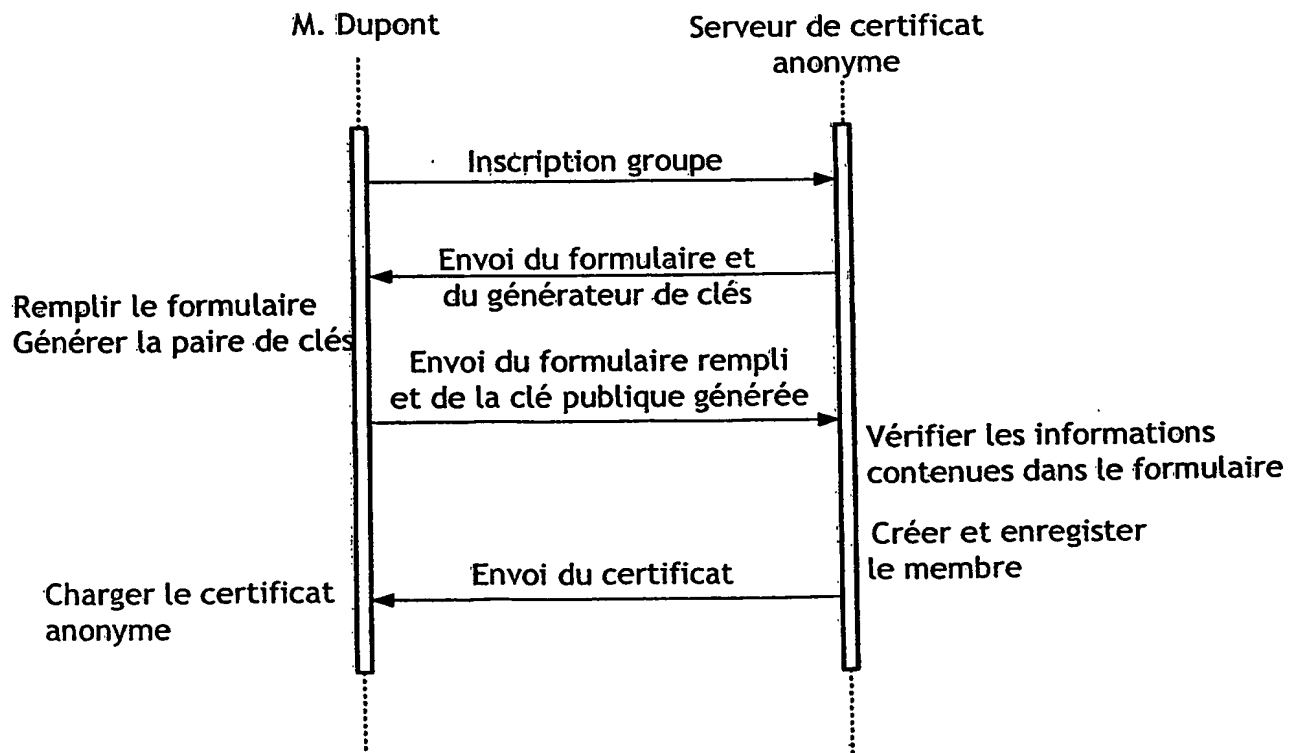 M. Dupont
Serveur de certificat
anonyme
Inscription groupe
Envoi du formulaire et
du générateur de clés
Remplir le formulaire
Générer la paire de clés
Envoi du formulaire rempli
et de la clé publique générée
Vérifier les informations
contenues dans le formulaire
Créer et enregister
le membre
Envoi du certificat
Charger le certificat
anonyme